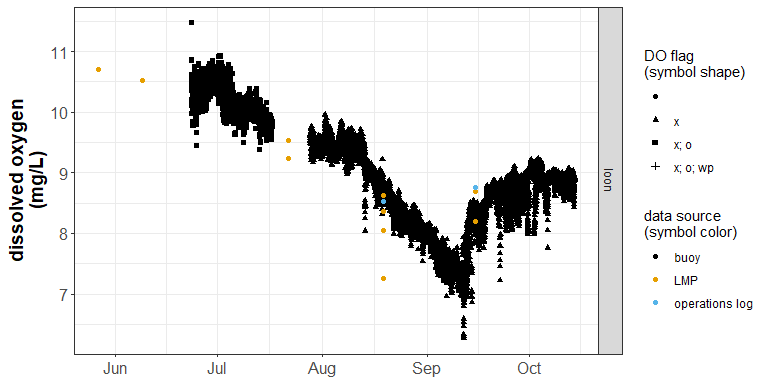 dissolved oxygen
(mg/L)
11
10
9
8
7
Jun
Jul
Aug
Sep
Oct
loon
DO flag
(symbol shape)
x
x; o
x; o; wp
data source
(symbol color)
buoy
LMP
operations log